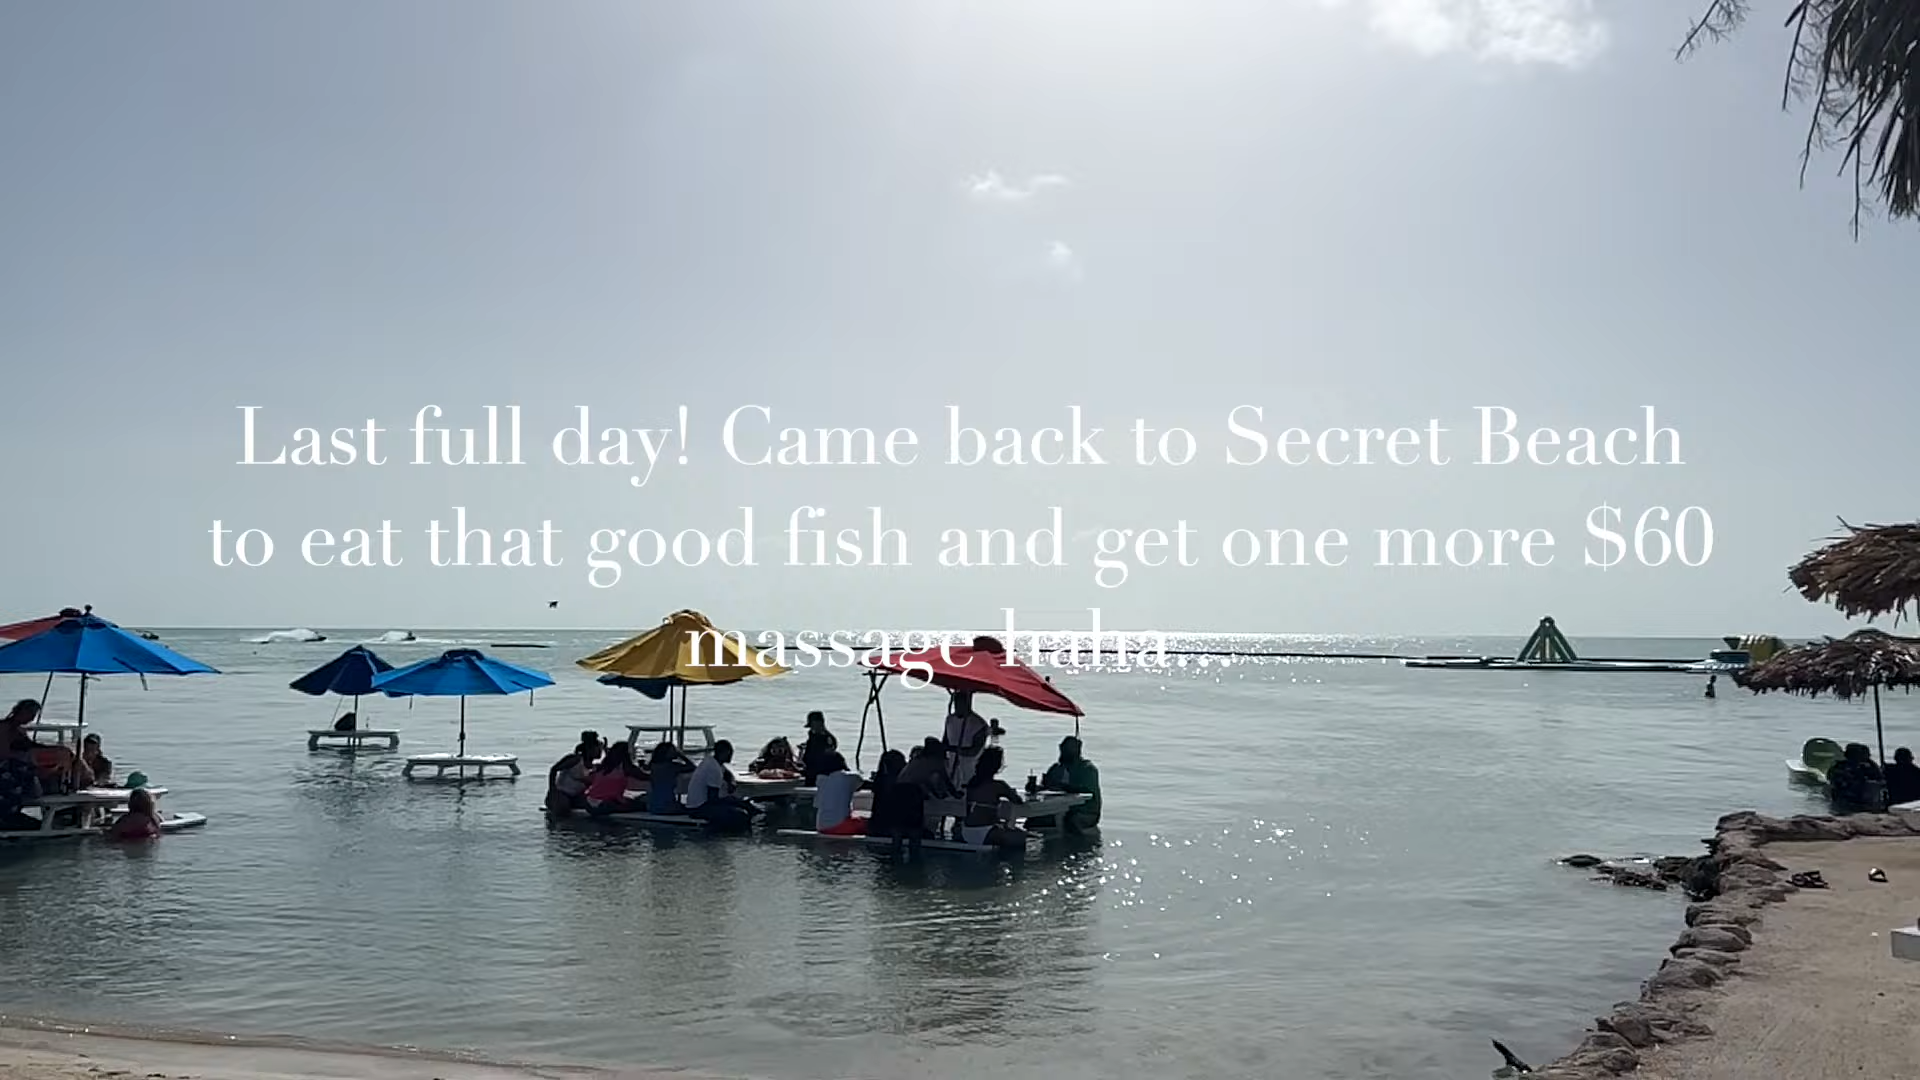 Last full day! Came back to Secret Beach
to eat that good fish and get one more $60
massage haha...